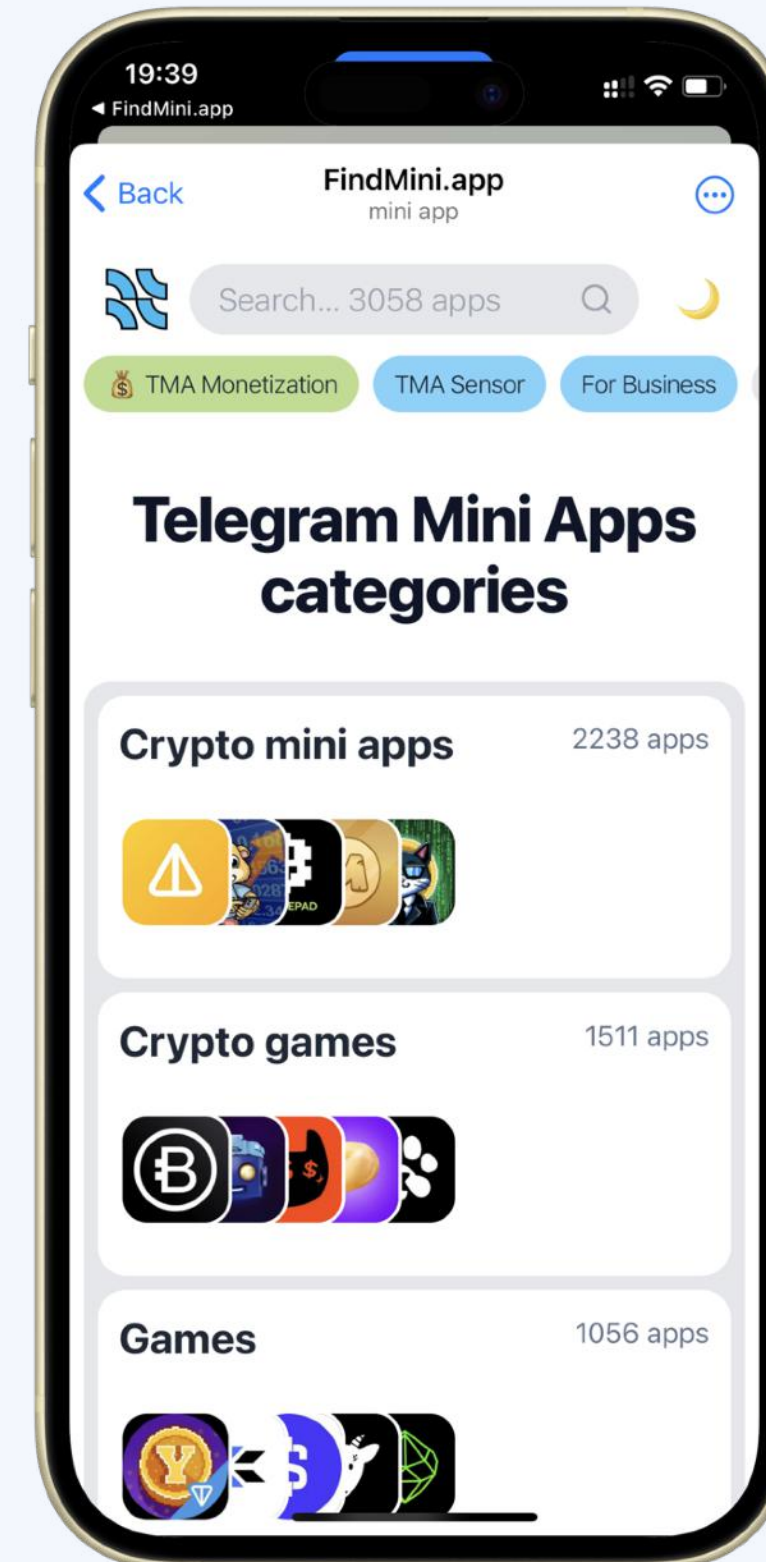 19:39
◀ FindMini.app
Back
FindMini.app
mini app
Search... 3058 apps
TMA Monetization
TMA Sensor
For Business
Telegram Mini Apps
categories
Crypto mini apps
2238 apps
Crypto games
1511 apps
Games
1056 apps